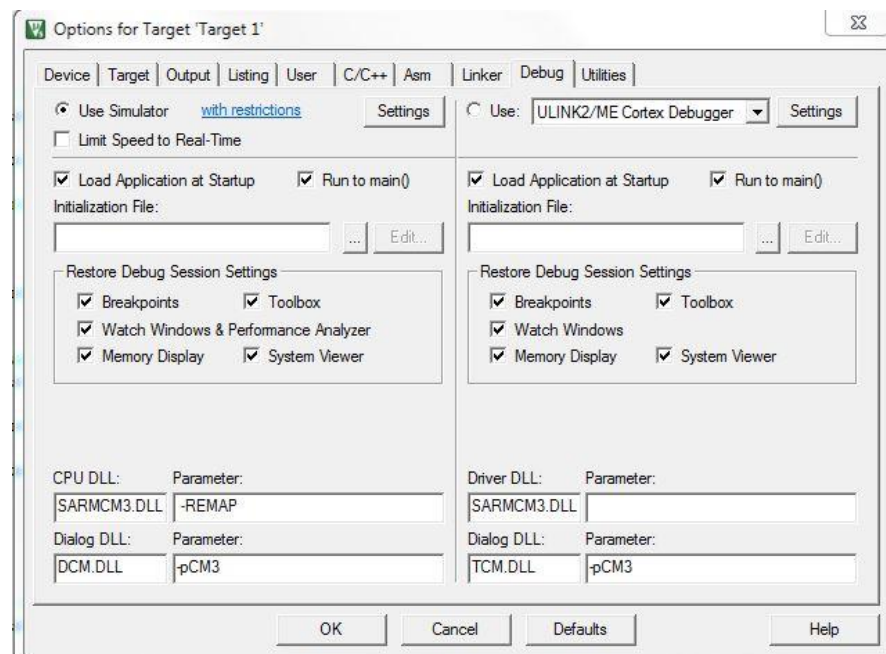 Options for Target 'Target 1'
Device Target Output Listing User C/C++ Asm Linker Debug Utilities
Use Simulator with restrictions Settings
Limit Speed to Real-Time
Load Application at Startup Run to main()
Initialization File:
... Edit...
Restore Debug Session Settings
Breakpoints Toolbox
Watch Windows & Performance Analyzer
Memory Display System Viewer
CPU DLL: Parameter:
SARMCM3.DLL -REMAP
Dialog DLL: Parameter:
DCM.DLL -pCM3
Use: ULINK2/ME Cortex Debugger Settings
Load Application at Startup Run to main()
Initialization File:
... Edit...
Restore Debug Session Settings
Breakpoints Toolbox
Watch Windows
Memory Display System Viewer
Driver DLL: Parameter:
SARMCM3.DLL
Dialog DLL: Parameter:
TCM.DLL -pCM3
OK Cancel Defaults Help